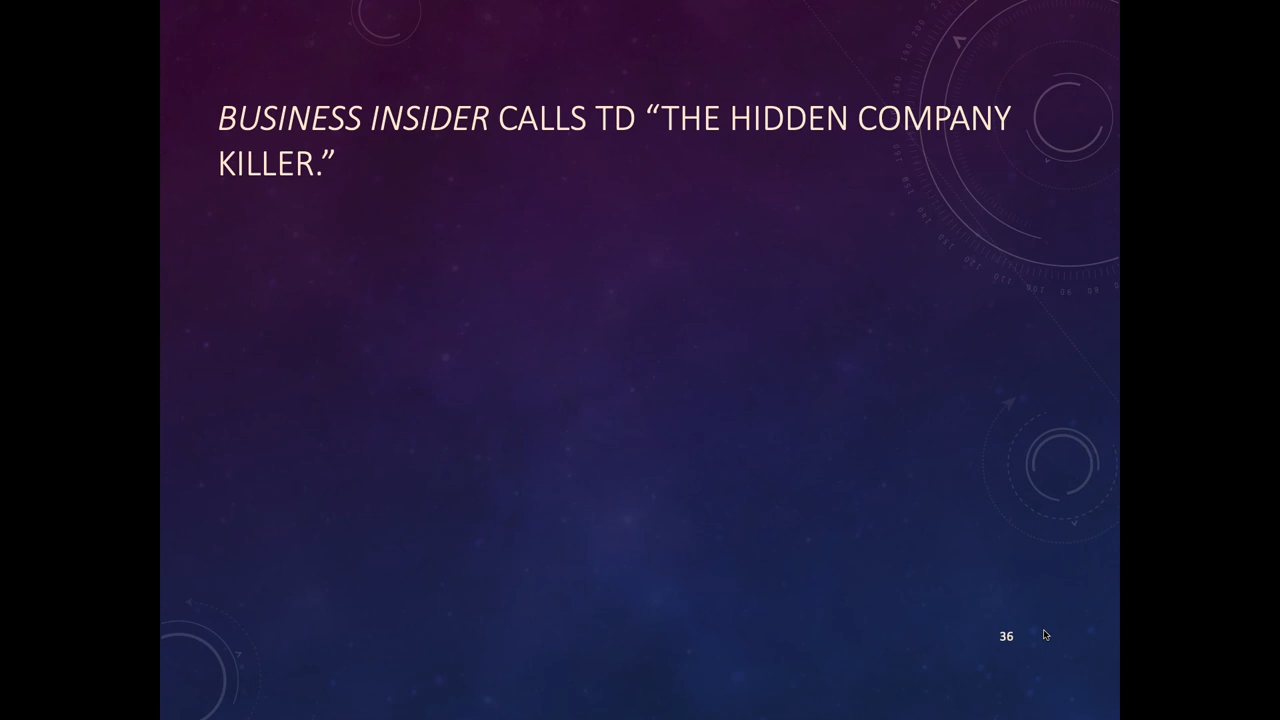 BUSINESS INSIDER CALLS TD “THE HIDDEN COMPANY
KILLER.”
36